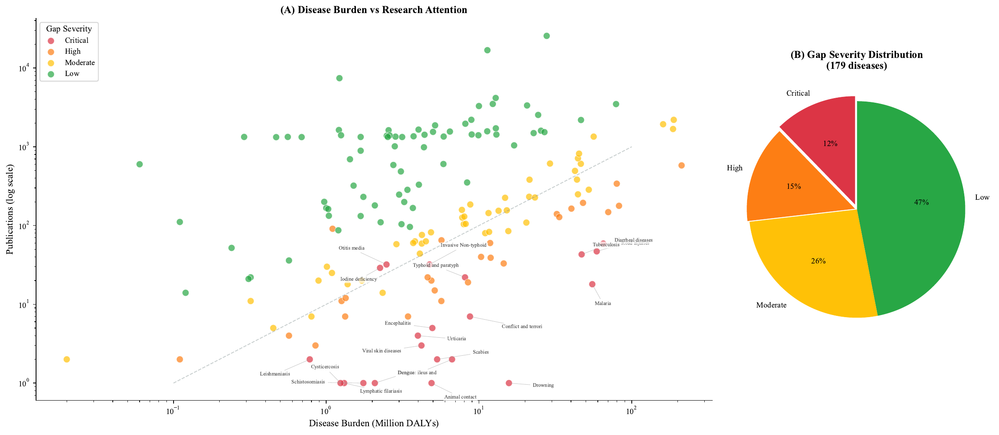 (A) Disease Burden vs Research Attention
Gap Severity
Critical
High
Moderate
Low
Publications (log scale)
10^4
10^3
10^2
10^1
10^0
10^-1
10^0
10^1
10^2
Disease Burden (Million DALYs)
Otitis media
Invasive Non-typhoid
Diarrheal diseases
Tuberculosis
Road injuries
Typhoid and paratyph
Iodine deficiency
Malaria
Encephalitis
Conflict and terrori
Urticaria
Viral skin diseases
Scabies
Leishmaniasis
Cysticercosis
Dengue
ileus and
Schistosomiasis
Lymphatic filariasis
Drowning
Animal contact
(B) Gap Severity Distribution
(179 diseases)
Critical
12%
High
15%
Low
47%
Moderate
26%